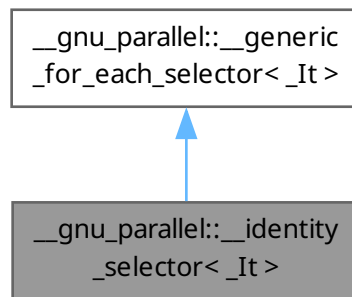 __gnu_parallel::__generic
_for_each_selector< _It >
__gnu_parallel::__identity
_selector< _It >